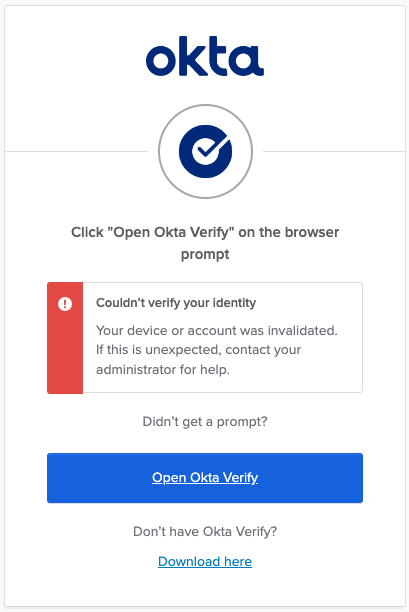 okta
Click "Open Okta Verify" on the browser
prompt
Couldn’t verify your identity
Your device or account was invalidated.
If this is unexpected, contact your
administrator for help.
Didn’t get a prompt?
Open Okta Verify
Don’t have Okta Verify?
Download here